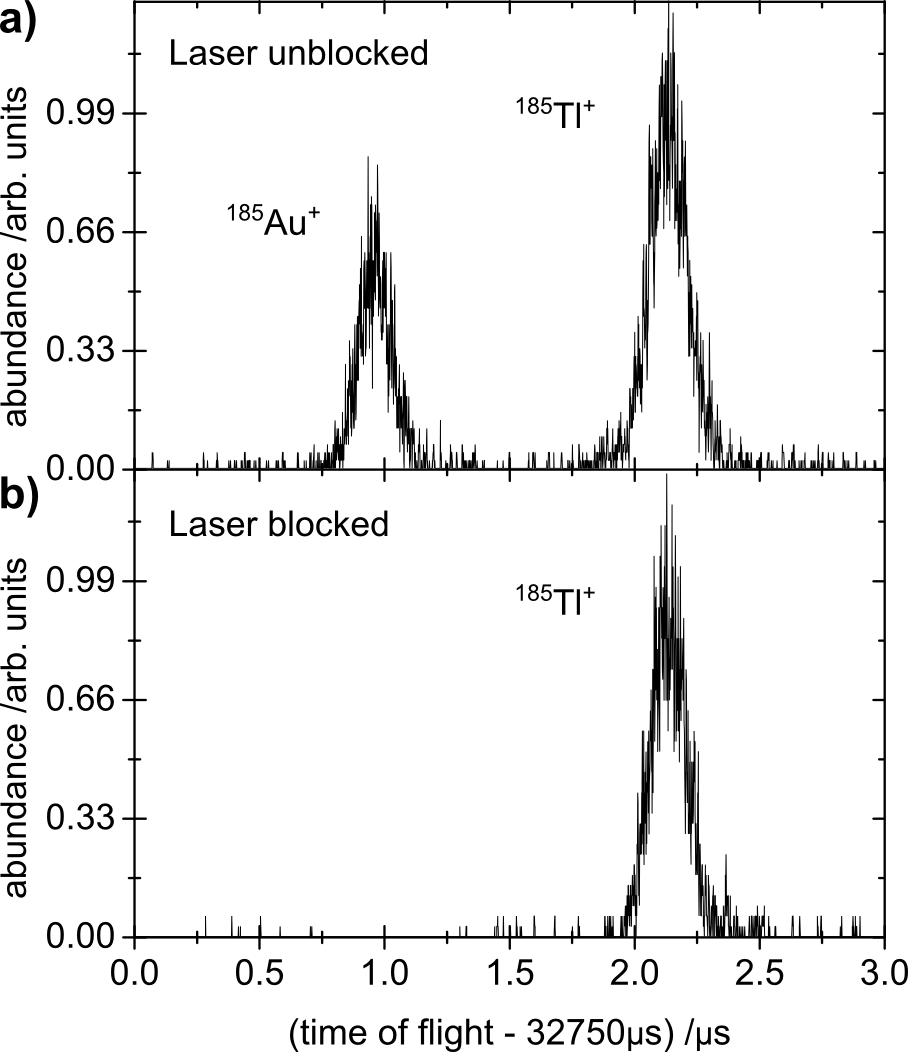 a)
Laser unblocked
¹⁸⁵Tl⁺
¹⁸⁵Au⁺
abundance /arb. units
0.99
0.66
0.33
0.00
b)
Laser blocked
¹⁸⁵Tl⁺
abundance /arb. units
0.99
0.66
0.33
0.00
0.0 0.5 1.0 1.5 2.0 2.5 3.0
(time of flight - 32750µs) /µs